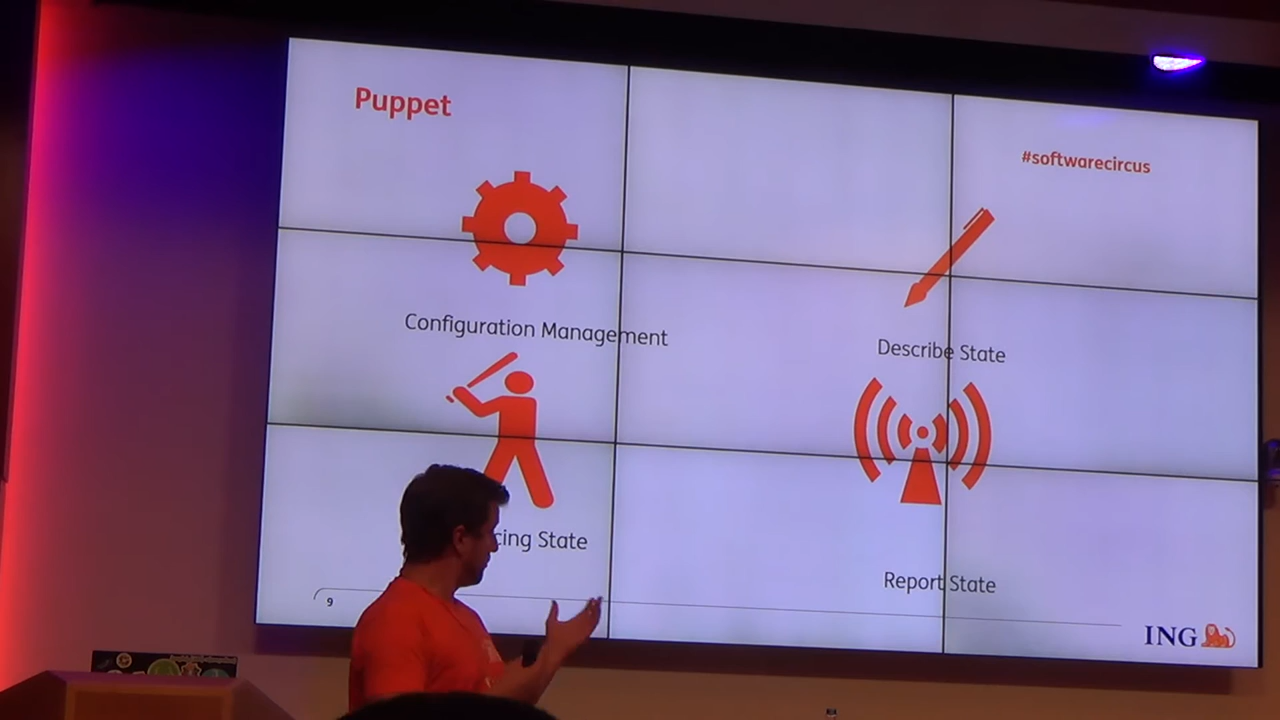 Puppet
#softwarecircus
Configuration Management
Describe State
cing State
Report State
9
ING